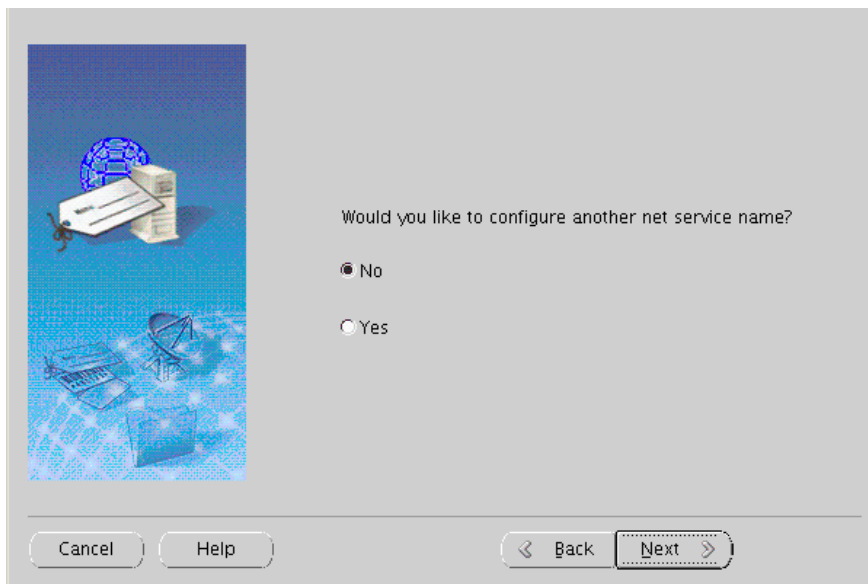 Would you like to configure another net service name?
No
Yes
Cancel
Help
Back
Next